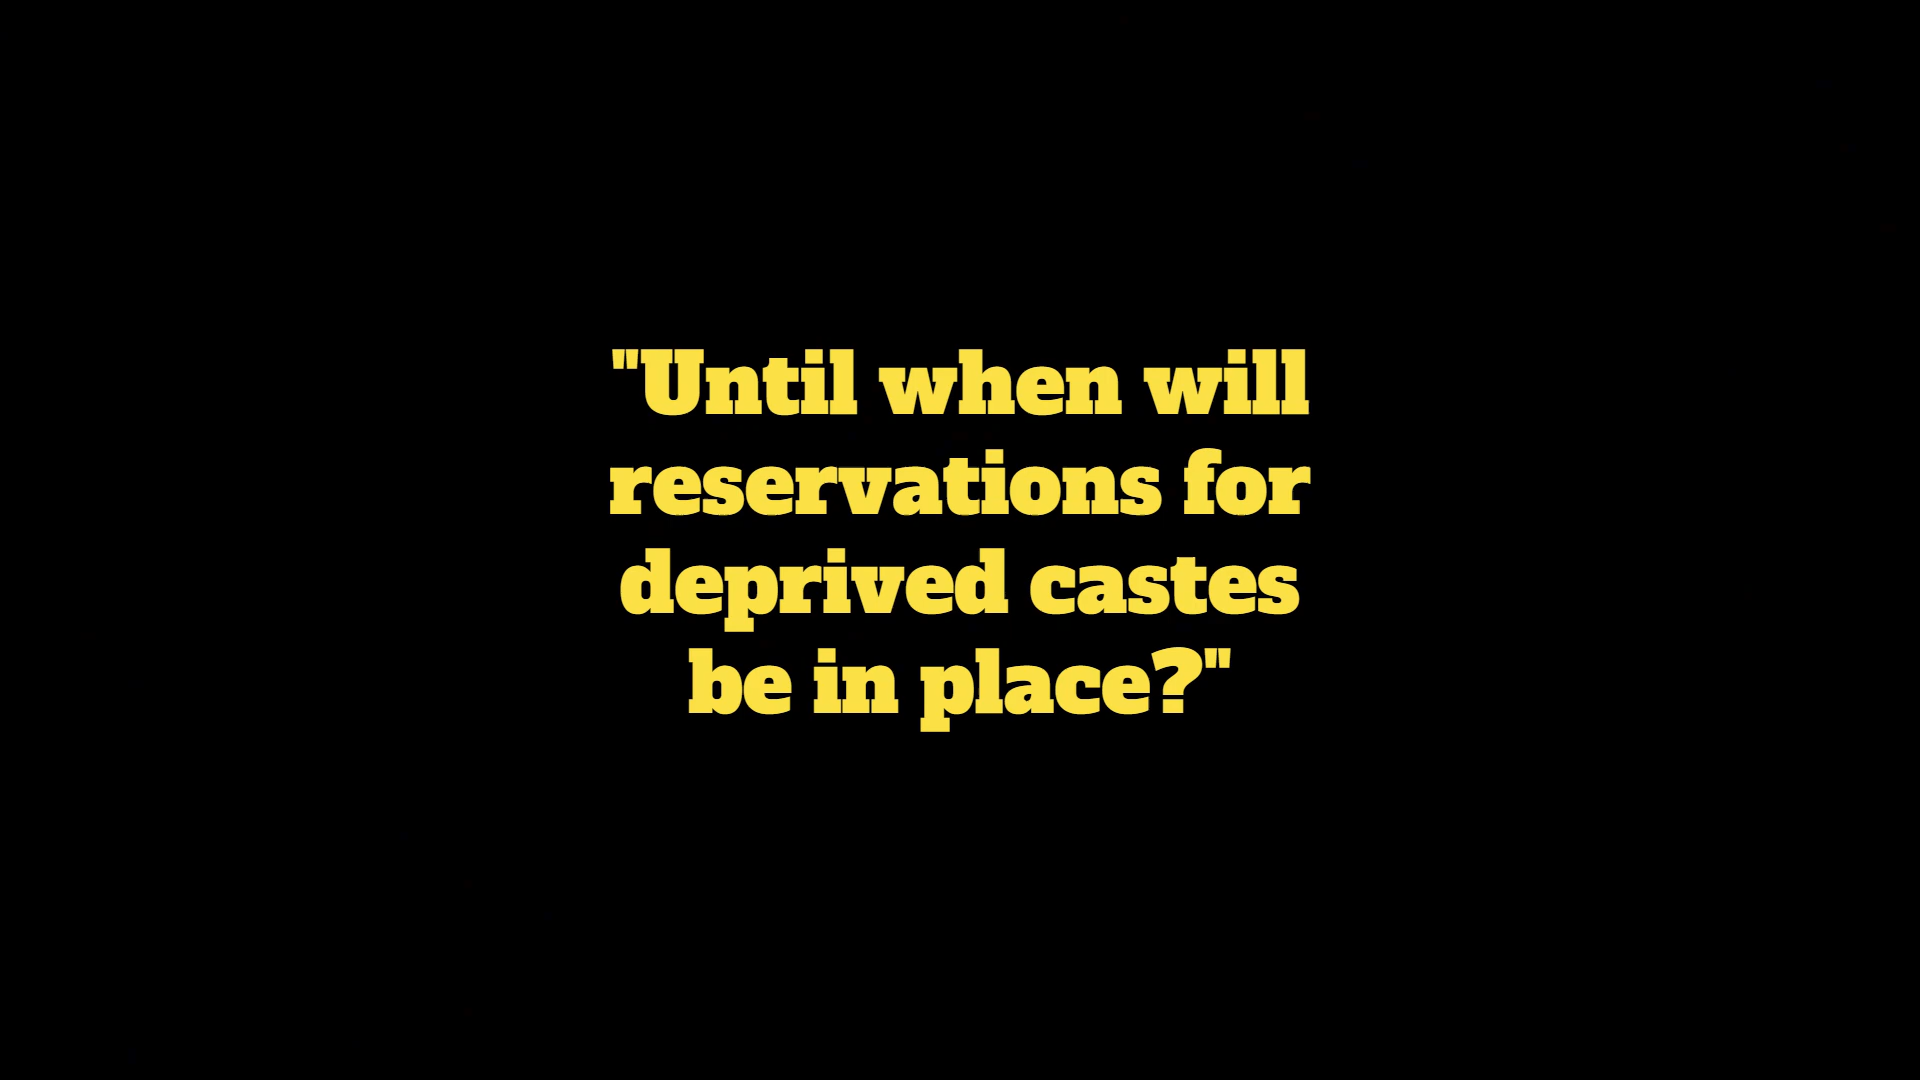 "Until when will
reservations for
deprived castes
be in place?"